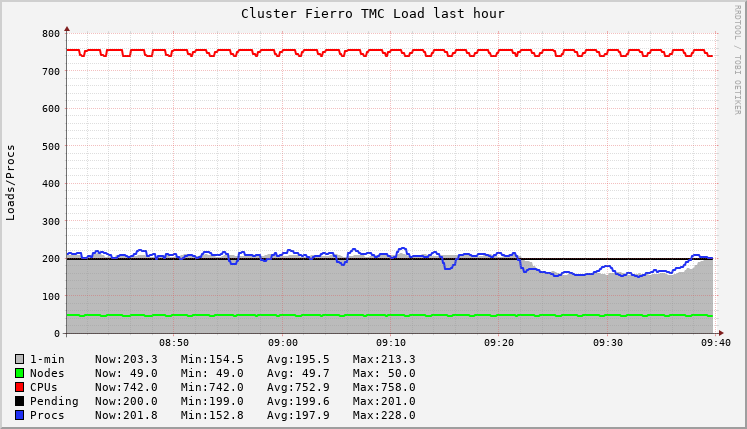 Cluster Fierro TMC Load last hour
RRDTOOL / TOBI OETIKER
Loads/Procs
800
700
600
500
400
300
200
100
0
08:50 09:00 09:10 09:20 09:30 09:40
1-min Now:203.3 Min:154.5 Avg:195.5 Max:213.3
Nodes Now: 49.0 Min: 49.0 Avg: 49.7 Max: 50.0
CPUs Now:742.0 Min:742.0 Avg:752.9 Max:758.0
Pending Now:200.0 Min:199.0 Avg:199.6 Max:201.0
Procs Now:201.8 Min:152.8 Avg:197.9 Max:228.0